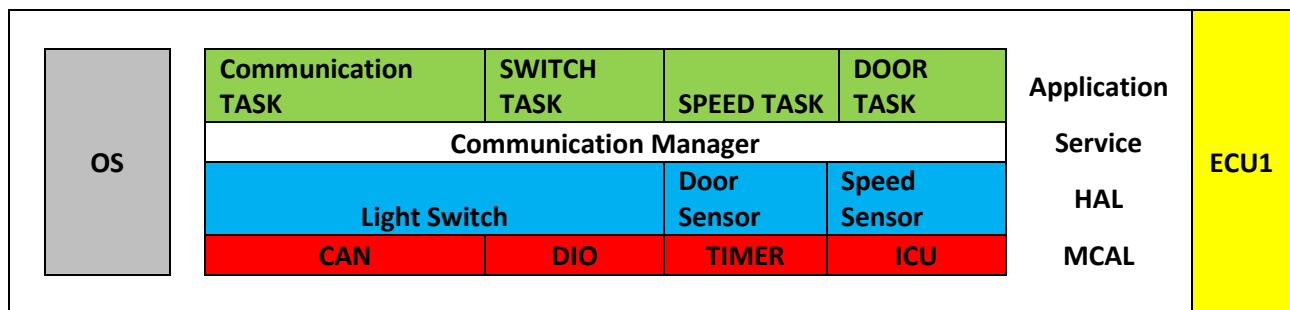 OS
Communication
TASK
SWITCH
TASK
SPEED TASK
DOOR
TASK
Application
Communication Manager
Service
Light Switch
Door
Sensor
Speed
Sensor
HAL
CAN
DIO
TIMER
ICU
MCAL
ECU1